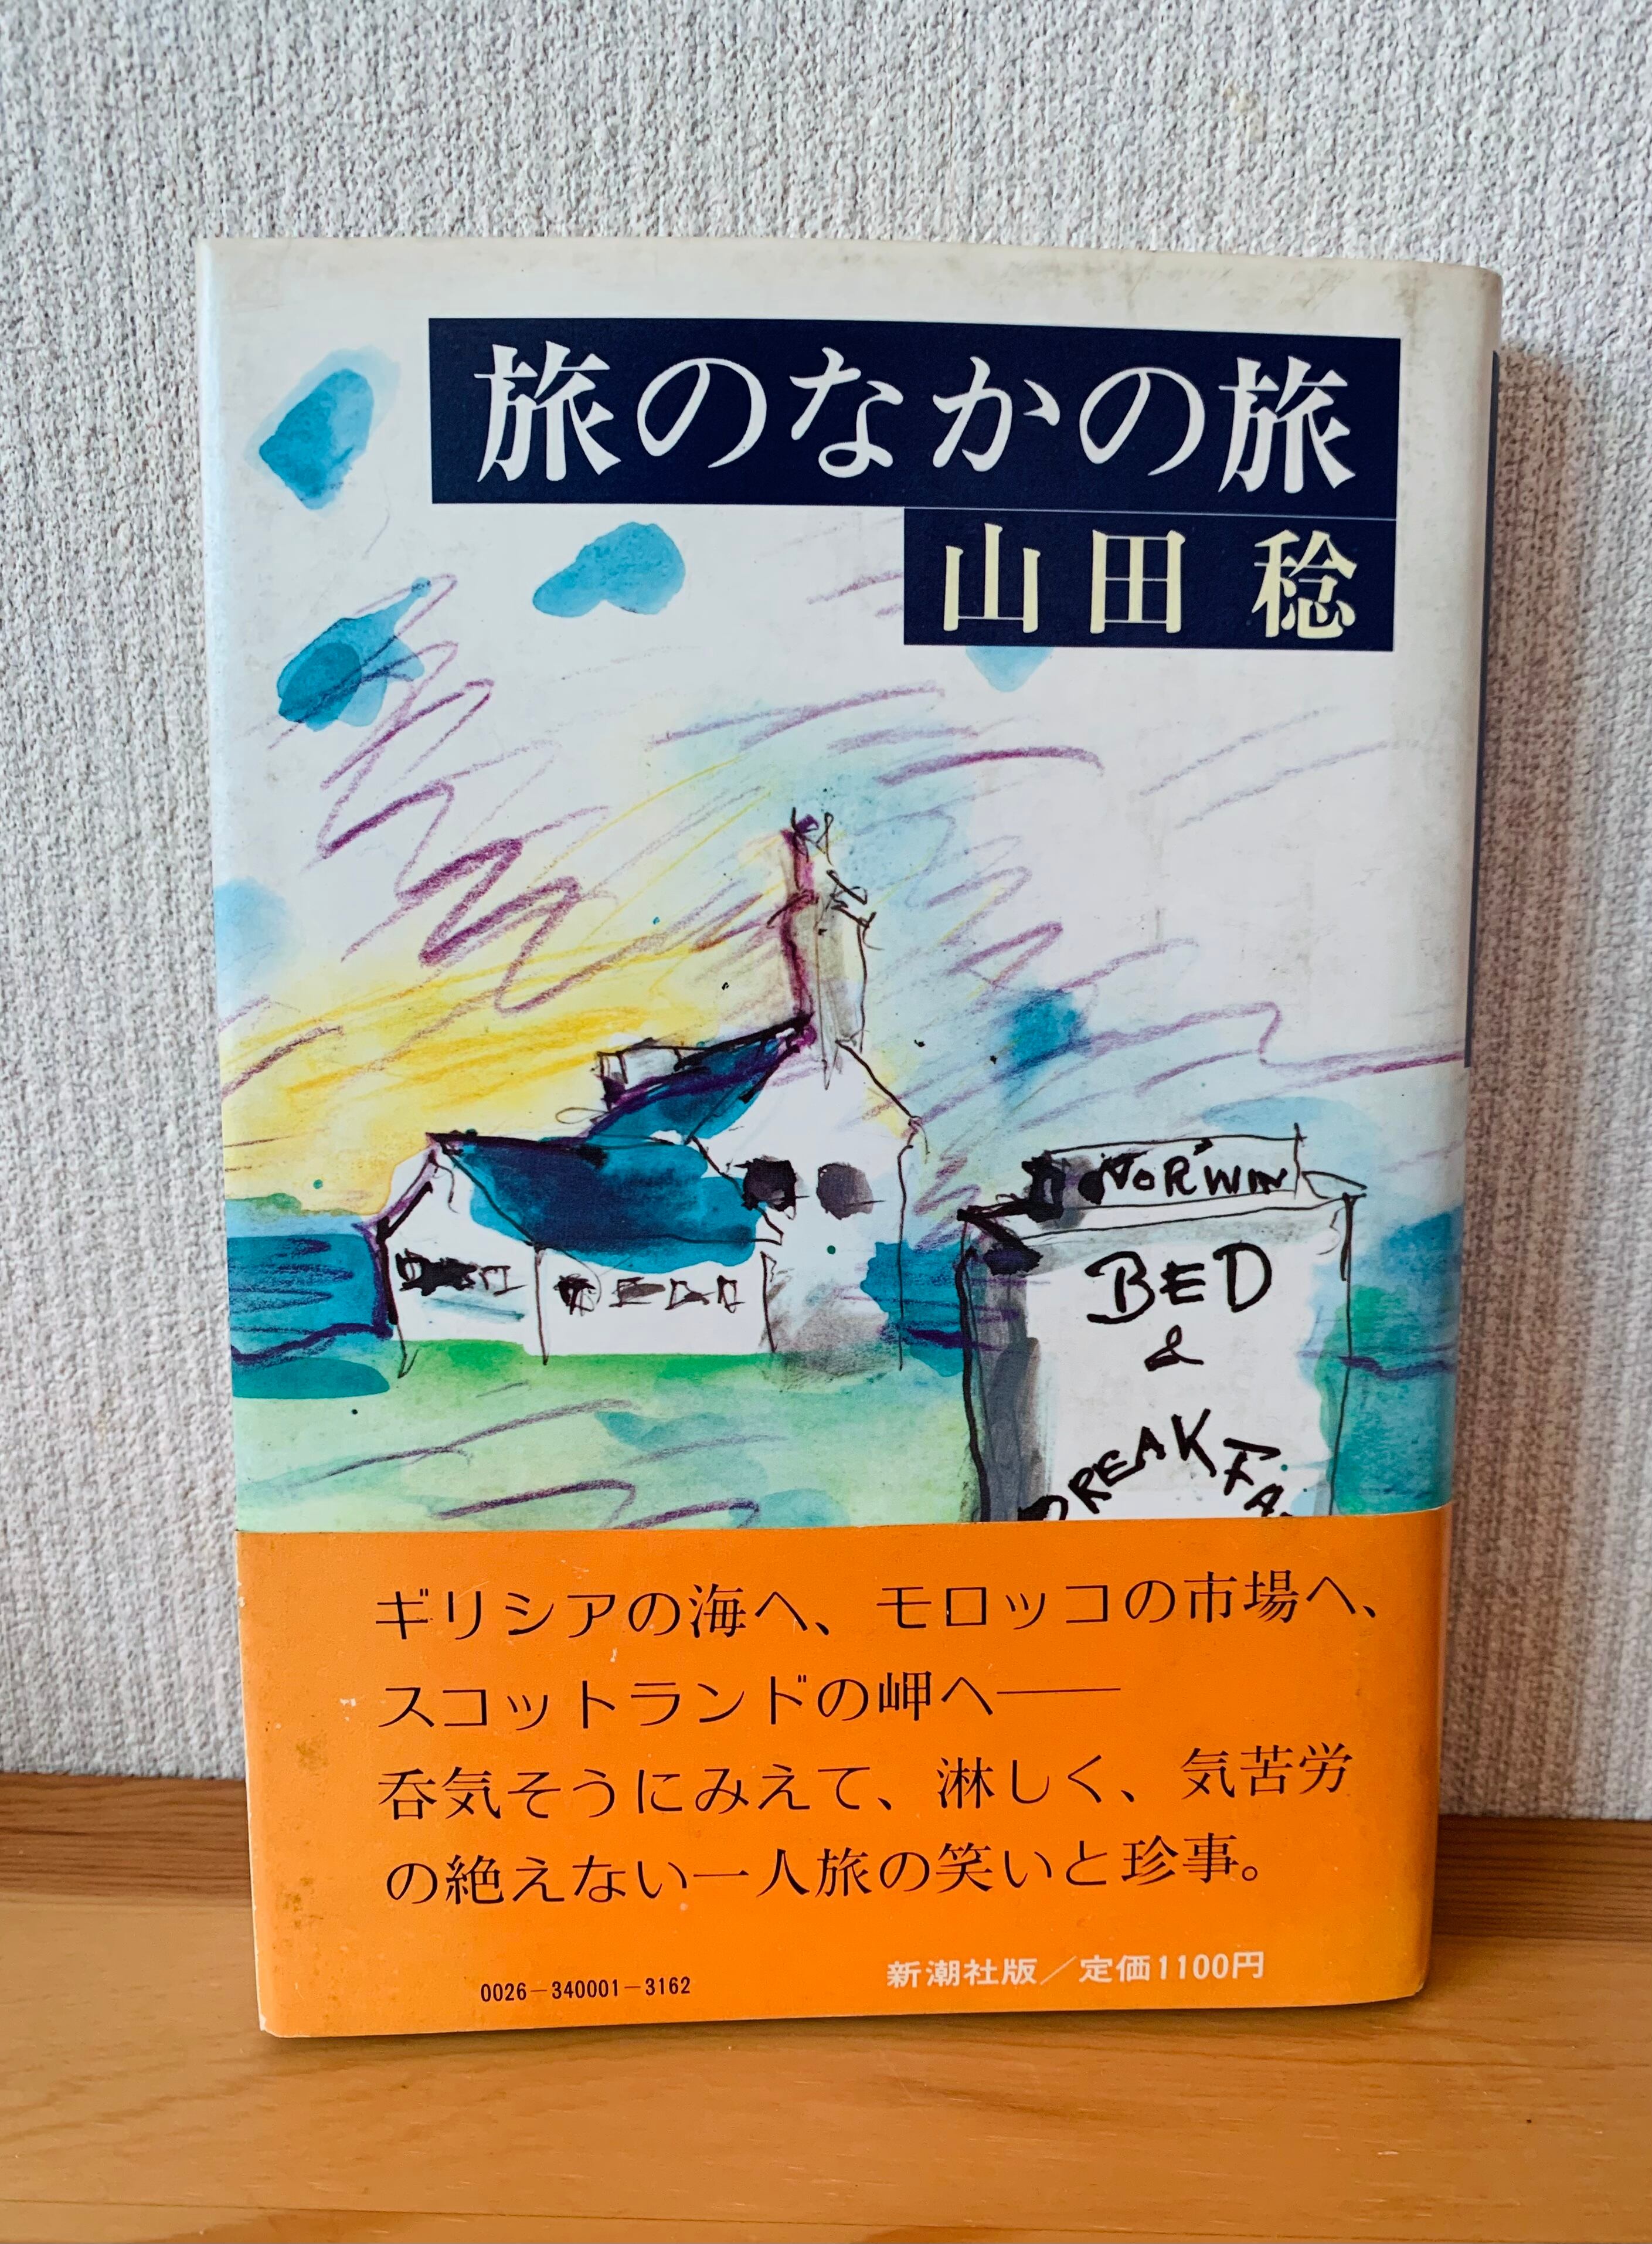 旅のなかの旅
山田 稔
NOR'WIN
BED
&
ギリシアの海へ、モロッコの市場へ、
スコットランドの岬へ――
呑気そうにみえて、淋しく、気苦労
の絶えない一人旅の笑いと珍事。
新潮社版／定価1100円
0026－340001－3162